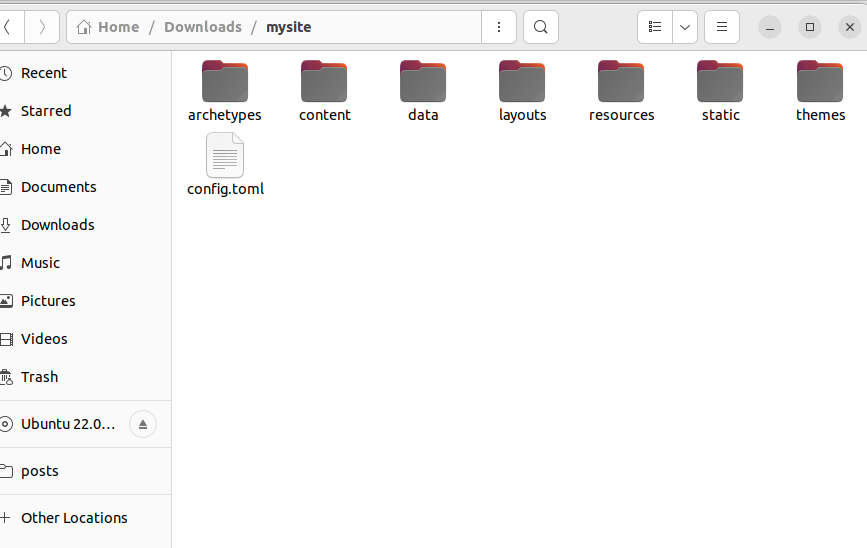 Home / Downloads / mysite
Recent
Starred
Home
Documents
Downloads
Music
Pictures
Videos
Trash
Ubuntu 22.0...
posts
Other Locations
archetypes content data layouts resources static themes
config.toml